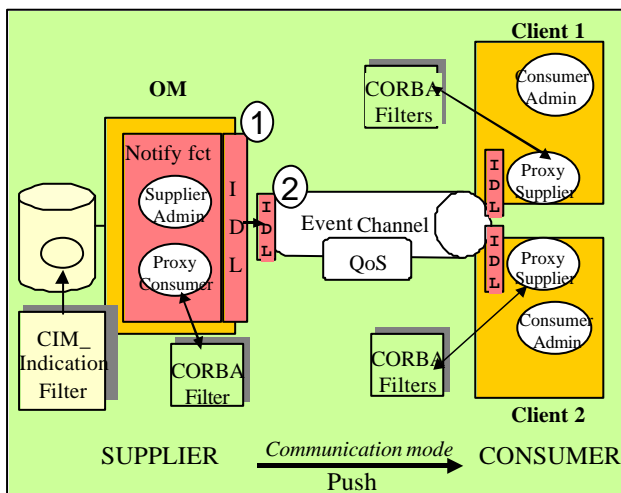 Client 1
OM
CORBA
Filters
Consumer
Admin
1
Notify fct
I
D
L
Supplier
Admin
Proxy
Consumer
2
I
D
L
Event Channel
QoS
I
D
L
Proxy
Supplier
I
D
L
Proxy
Supplier
Consumer
Admin
CIM_
Indication
Filter
CORBA
Filter
CORBA
Filters
Client 2
SUPPLIER
Communication mode
Push
CONSUMER